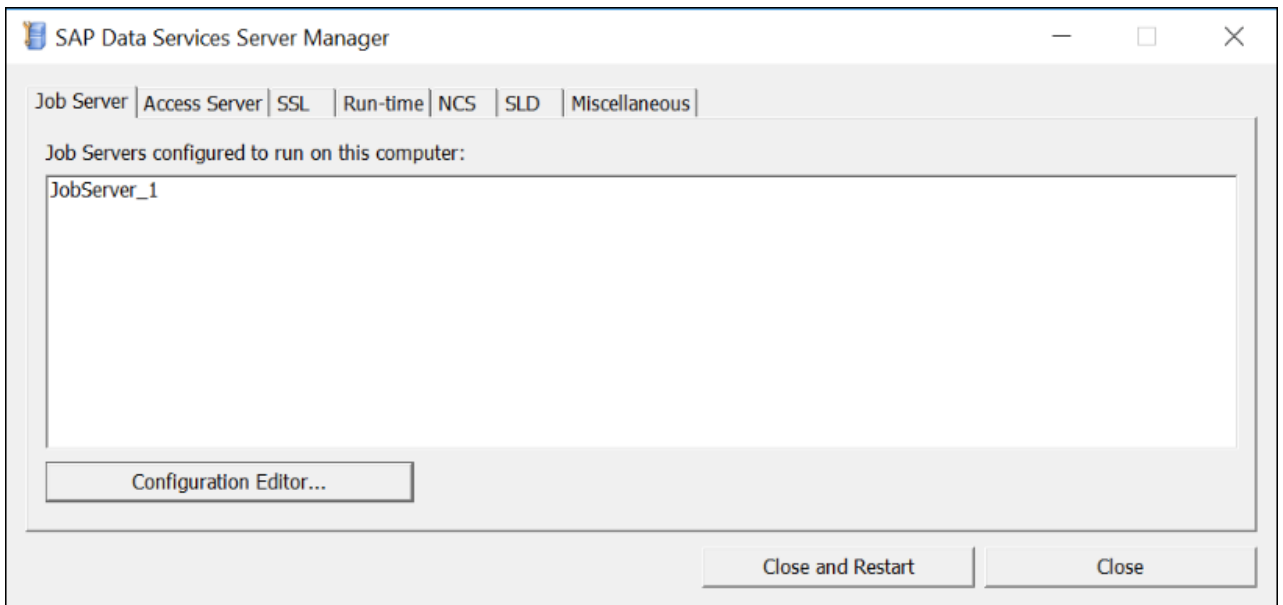 SAP Data Services Server Manager
Job Server Access Server SSL Run-time NCS SLD Miscellaneous
Job Servers configured to run on this computer:
JobServer_1
Configuration Editor...
Close and Restart Close